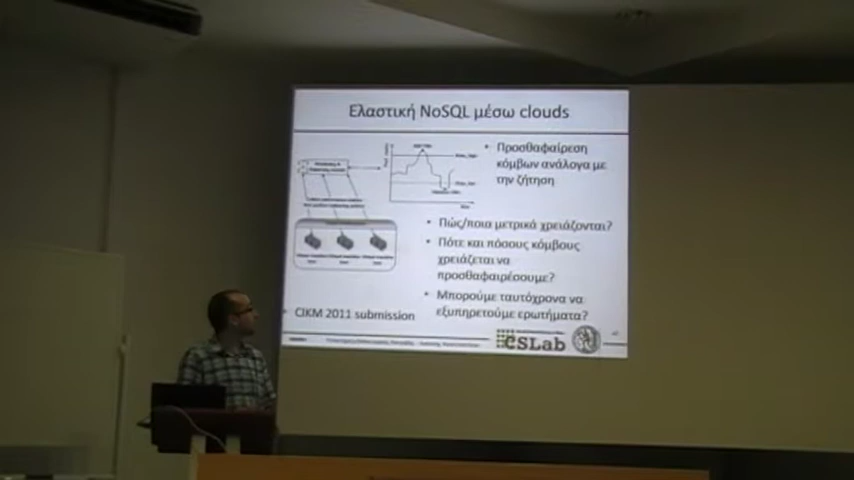 Ελαστική NoSQL μέσω clouds
• Προσθαφαίρεση
κόμβων ανάλογα με
την ζήτηση
• Πώς/ποια μετρικά χρειάζονται?
• Πότε και πόσους κόμβους
χρειάζεται να
προσθαφαιρέσουμε?
• Μπορούμε ταυτόχρονα να
εξυπηρετούμε ερωτήματα?
• CIKM 2011 submission
CSLab